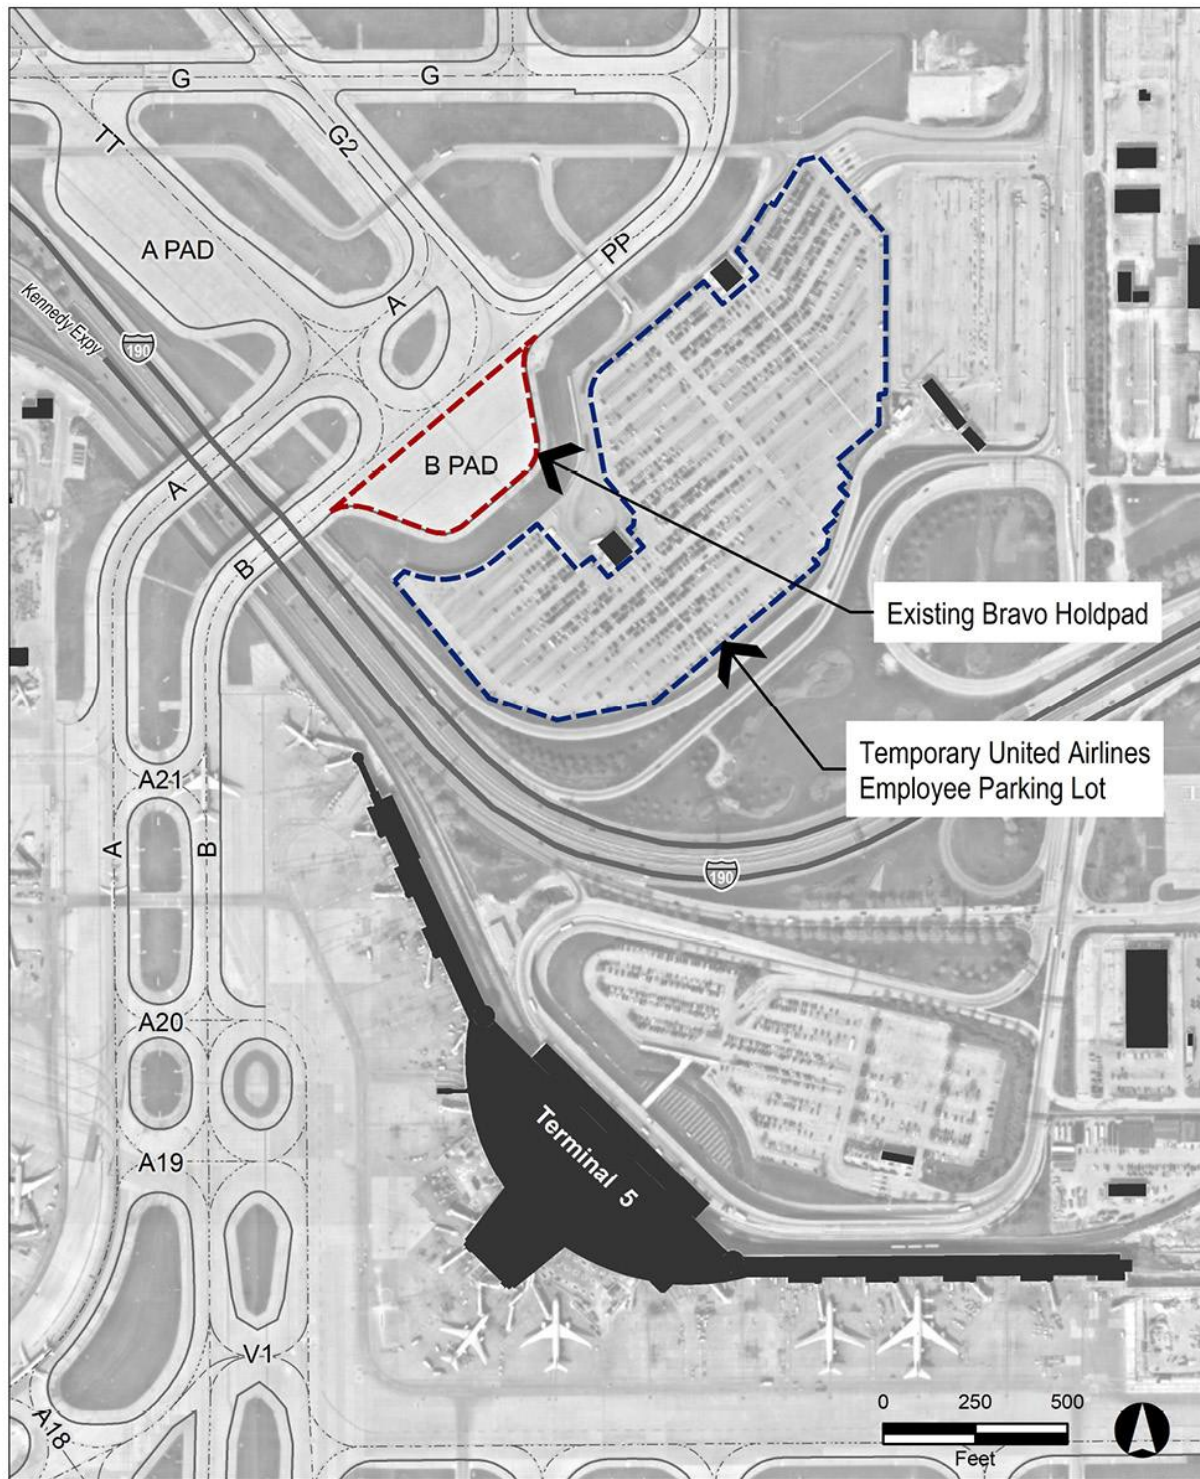 G
G
TT
G2
A PAD
PP
A
Kennedy Expy
190
B PAD
A
B
Existing Bravo Holdpad
Temporary United Airlines
Employee Parking Lot
A21
A
B
190
A20
Terminal 5
A19
V1
A18
0 250 500
Feet